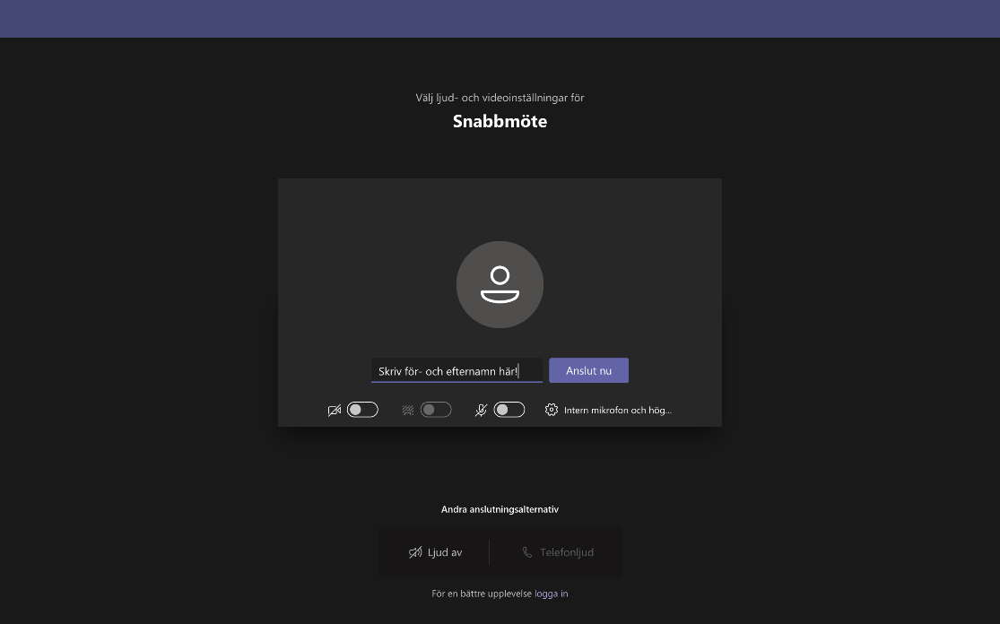 Välj ljud- och videoinställningar för
Snabbmöte
Skriv för- och efternamn här!
Anslut nu
Intern mikrofon och hög...
Andra anslutningsalternativ
Ljud av
Telefonljud
För en bättre upplevelse logga in